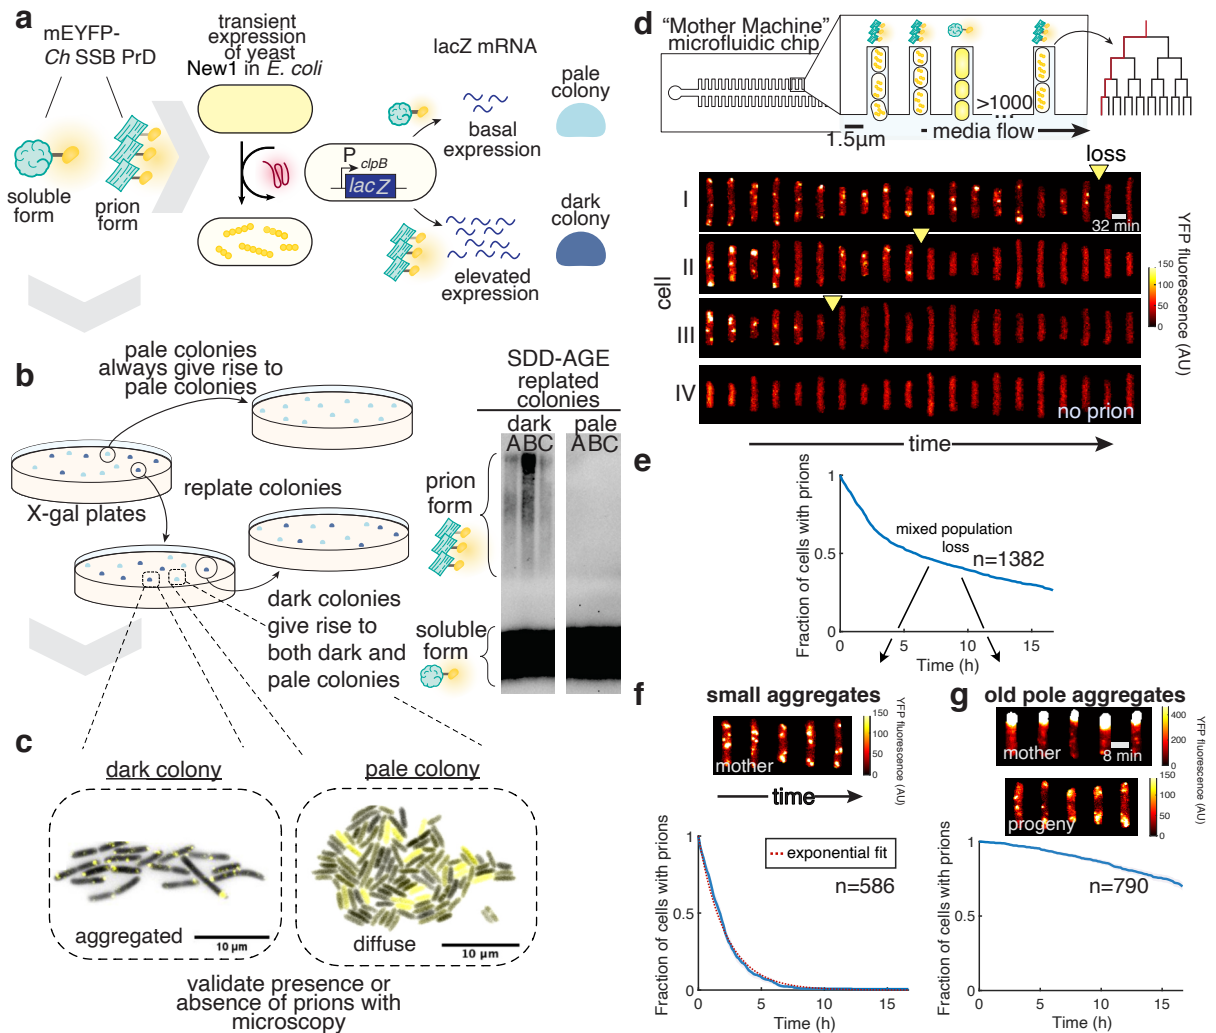 a
mEYFP-
Ch SSB PrD
soluble
form
prion
form
transient
expression
of yeast
New1 in E. coli
P
clpB
lacZ
lacZ mRNA
basal
expression
elevated
expression
pale
colony
dark
colony
b
pale colonies
always give rise to
pale colonies
X-gal plates
replate colonies
dark colonies
give rise to
both dark and
pale colonies
SDD-AGE
replated
colonies
dark
pale
ABC
ABC
prion
form
soluble
form
c
dark colony
aggregated
10 µm
pale colony
diffuse
10 µm
validate presence or
absence of prions with
microscopy
d
“Mother Machine”
microfluidic chip
>1000
...
1.5µm
media flow
loss
I
II
III
IV
cell
32 min
no prion
time
150
100
50
0
YFP fluorescence (AU)
e
Fraction of cells with prions
1
0.5
0
0
5
10
15
Time (h)
mixed population
loss
n=1382
f
small aggregates
mother
time
150
100
50
0
YFP fluorescence (AU)
Fraction of cells with prions
1
0.5
0
0
5
10
15
Time (h)
exponential fit
n=586
g
old pole aggregates
mother
8 min
400
200
0
progeny
150
100
50
0
YFP fluorescence (AU)
Fraction of cells with prions
1
0.5
0
0
5
10
15
Time (h)
n=790